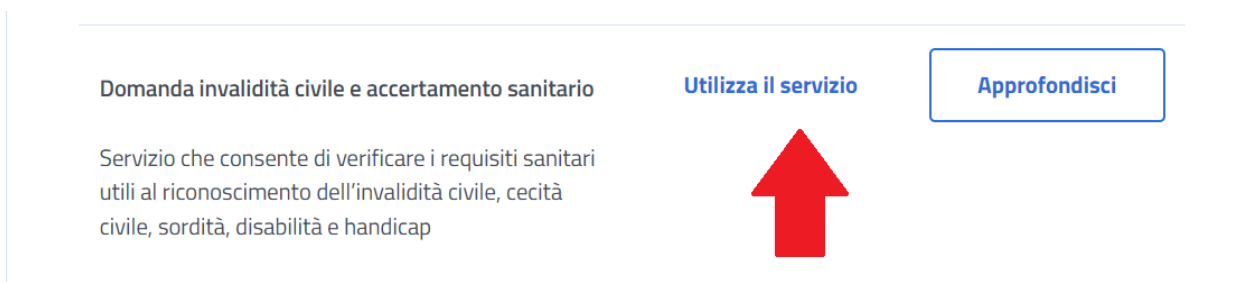 Domanda invalidità civile e accertamento sanitario
Utilizza il servizio
Approfondisci
Servizio che consente di verificare i requisiti sanitari
utili al riconoscimento dell’invalidità civile, cecità
civile, sordità, disabilità e handicap